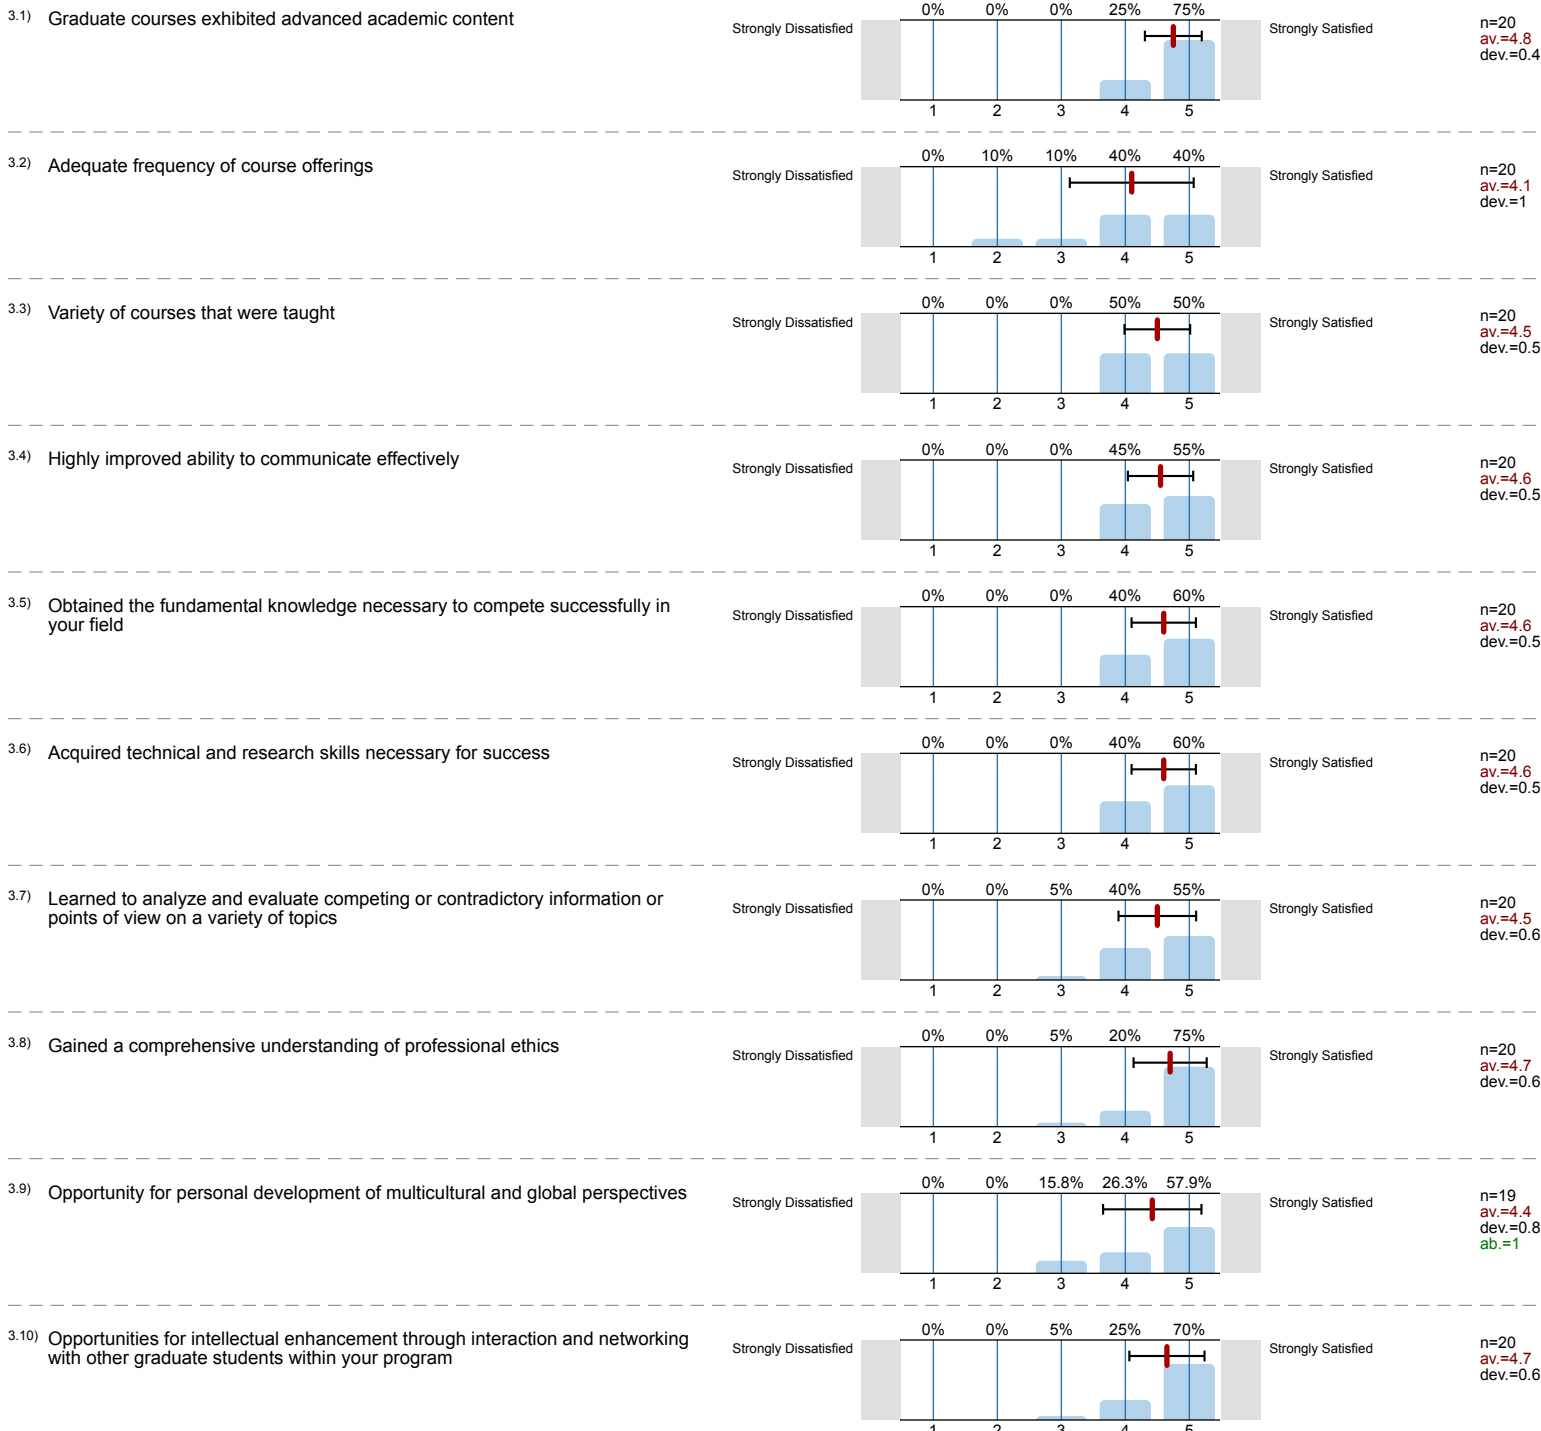 3.1) Graduate courses exhibited advanced academic content
0% 0% 0% 25% 75%
Strongly Dissatisfied Strongly Satisfied
n=20
av.=4.8
dev.=0.4
1 2 3 4 5
3.2) Adequate frequency of course offerings
0% 10% 10% 40% 40%
Strongly Dissatisfied Strongly Satisfied
n=20
av.=4.1
dev.=1
1 2 3 4 5
3.3) Variety of courses that were taught
0% 0% 0% 50% 50%
Strongly Dissatisfied Strongly Satisfied
n=20
av.=4.5
dev.=0.5
1 2 3 4 5
3.4) Highly improved ability to communicate effectively
0% 0% 0% 45% 55%
Strongly Dissatisfied Strongly Satisfied
n=20
av.=4.6
dev.=0.5
1 2 3 4 5
3.5) Obtained the fundamental knowledge necessary to compete successfully in
your field
0% 0% 0% 40% 60%
Strongly Dissatisfied Strongly Satisfied
n=20
av.=4.6
dev.=0.5
1 2 3 4 5
3.6) Acquired technical and research skills necessary for success
0% 0% 0% 40% 60%
Strongly Dissatisfied Strongly Satisfied
n=20
av.=4.6
dev.=0.5
1 2 3 4 5
3.7) Learned to analyze and evaluate competing or contradictory information or
points of view on a variety of topics
0% 0% 5% 40% 55%
Strongly Dissatisfied Strongly Satisfied
n=20
av.=4.5
dev.=0.6
1 2 3 4 5
3.8) Gained a comprehensive understanding of professional ethics
0% 0% 5% 20% 75%
Strongly Dissatisfied Strongly Satisfied
n=20
av.=4.7
dev.=0.6
1 2 3 4 5
3.9) Opportunity for personal development of multicultural and global perspectives
0% 0% 15.8% 26.3% 57.9%
Strongly Dissatisfied Strongly Satisfied
n=19
av.=4.4
dev.=0.8
ab.=1
1 2 3 4 5
3.10) Opportunities for intellectual enhancement through interaction and networking
with other graduate students within your program
0% 0% 5% 25% 70%
Strongly Dissatisfied Strongly Satisfied
n=20
av.=4.7
dev.=0.6
1 2 3 4 5